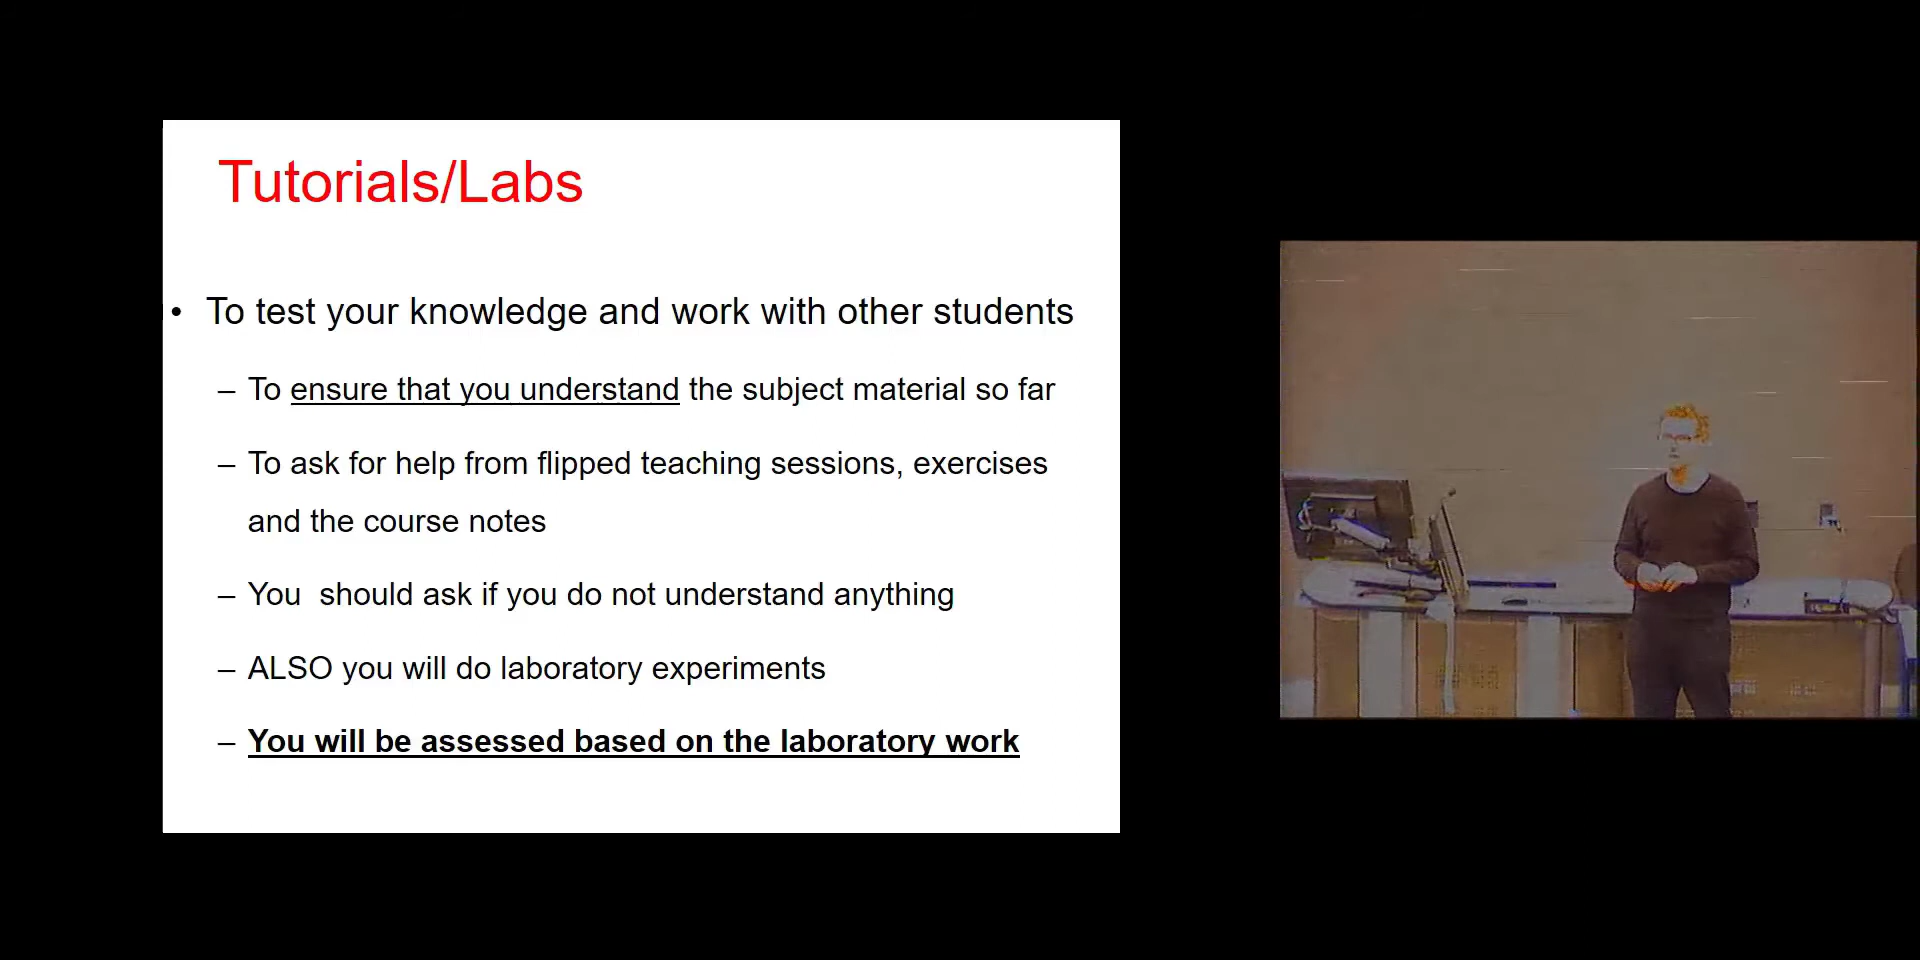 Tutorials/Labs
• To test your knowledge and work with other students
– To ensure that you understand the subject material so far
– To ask for help from flipped teaching sessions, exercises
and the course notes
– You  should ask if you do not understand anything
– ALSO you will do laboratory experiments
– You will be assessed based on the laboratory work